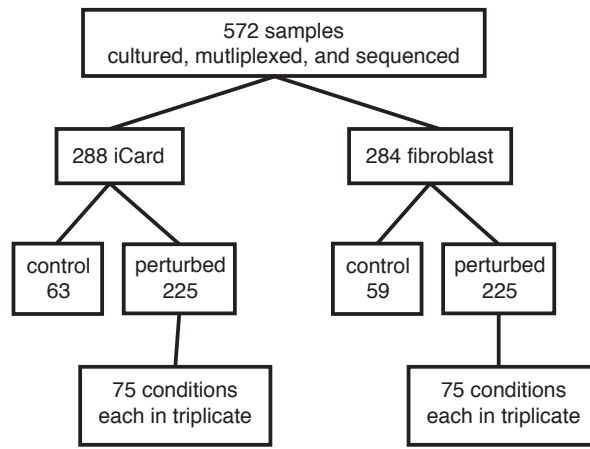 572 samples
cultured, mutliplexed, and sequenced
288 iCard
284 fibroblast
control
63
perturbed
225
control
59
perturbed
225
75 conditions
each in triplicate
75 conditions
each in triplicate